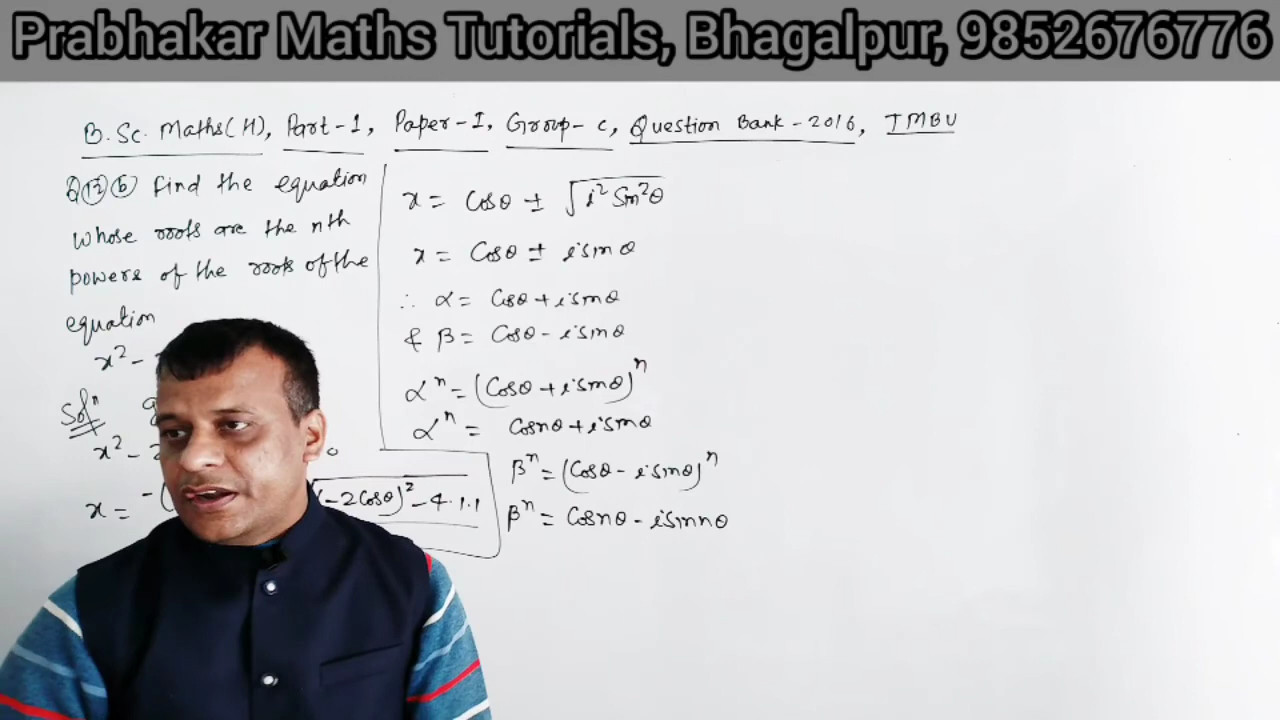 Prabhakar Maths Tutorials, Bhagalpur, 9852676776
B.Sc. Maths(H), Part-1, Paper-I, Group-C, Question Bank-2016, TMBU
Q 12 b Find the equation
whose roots are the nth
powers of the roots of the
equation
x² -
Solⁿ
x² - 2
x = -(
(-2Cosθ)² - 4.1.1
x = Cosθ ± √i² Sin²θ
x = Cosθ ± i sinθ
∴ α = Cosθ + i sinθ
& β = Cosθ - i sinθ
αⁿ = (Cosθ + i sinθ)ⁿ
αⁿ = Cosnθ + i sinθ
βⁿ = (Cosθ - i sinθ)ⁿ
βⁿ = Cosnθ - i sinnθ